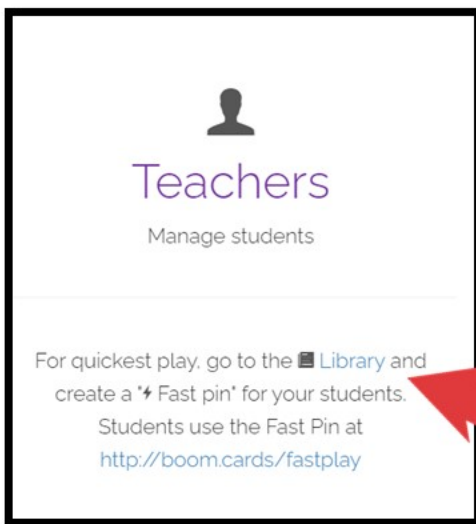 Teachers
Manage students
For quickest play, go to the Library and
create a "Fast pin" for your students.
Students use the Fast Pin at
http://boom.cards/fastplay